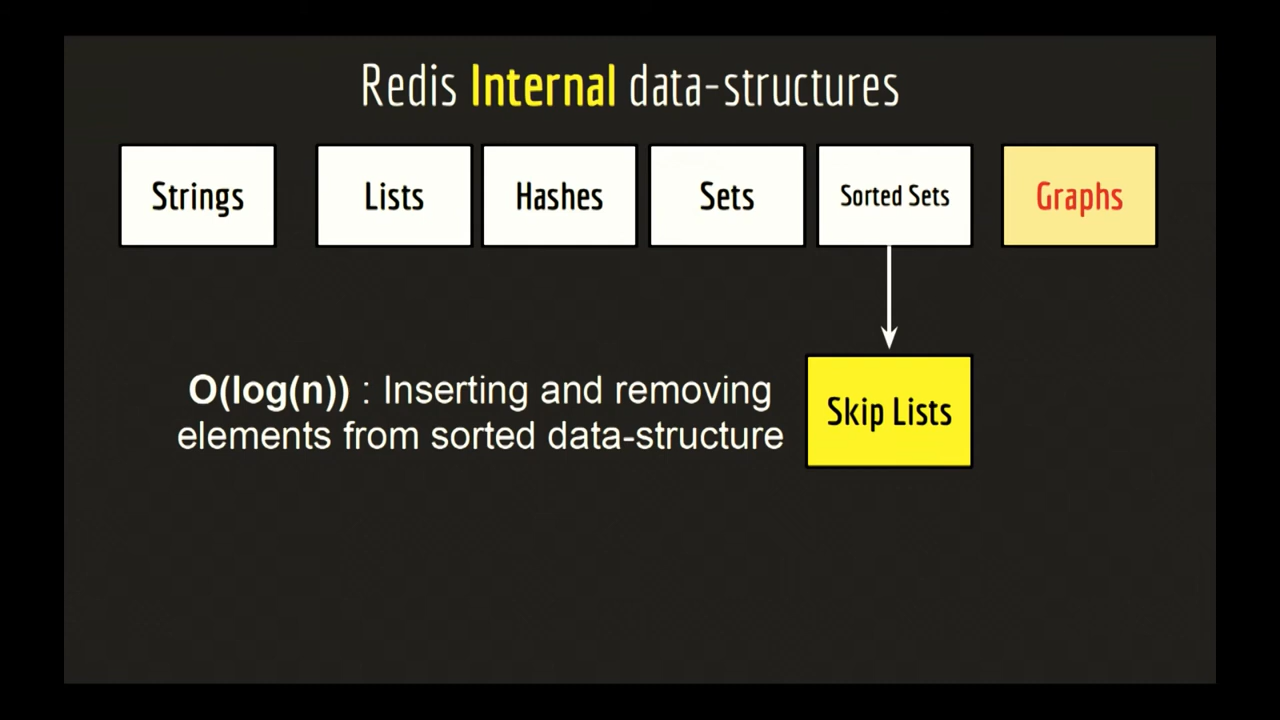 Redis Internal data-structures
Strings
Lists
Hashes
Sets
Sorted Sets
Graphs
O(log(n)) : Inserting and removing
elements from sorted data-structure
Skip Lists